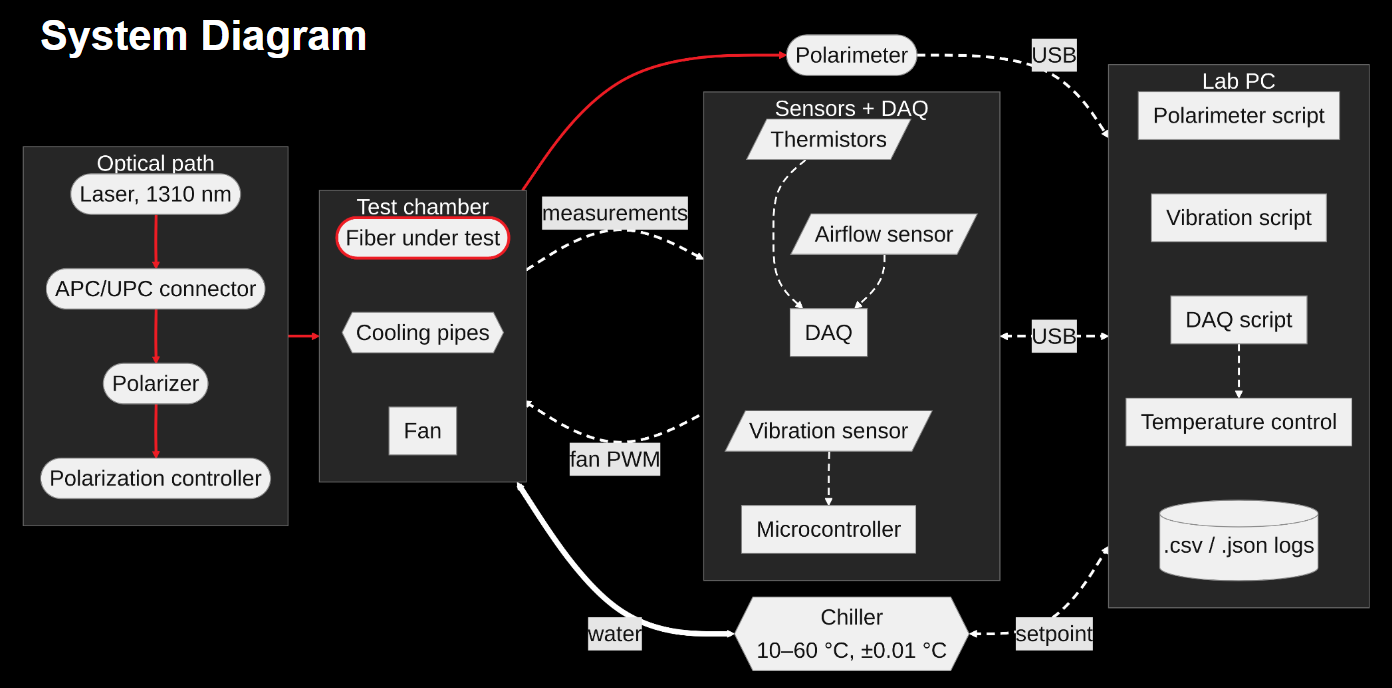 System Diagram
Optical path
Laser, 1310 nm
APC/UPC connector
Polarizer
Polarization controller
Test chamber
Fiber under test
Cooling pipes
Fan
measurements
fan PWM
water
Polarimeter
Sensors + DAQ
Thermistors
Airflow sensor
DAQ
Vibration sensor
Microcontroller
Chiller
10–60 °C, ±0.01 °C
USB
USB
setpoint
Lab PC
Polarimeter script
Vibration script
DAQ script
Temperature control
.csv / .json logs